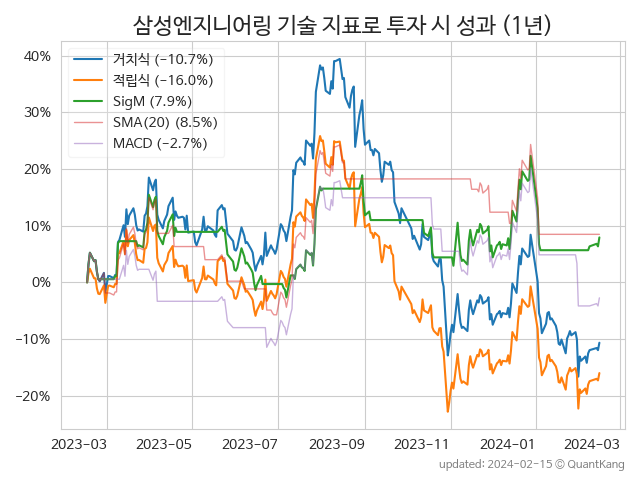 삼성엔지니어링 기술 지표로 투자 시 성과 (1년)
거치식 (−10.7%)
적립식 (−16.0%)
SigM (7.9%)
SMA(20) (8.5%)
MACD (−2.7%)
40%
30%
20%
10%
0%
−10%
−20%
2023−03 2023−05 2023−07 2023−09 2023−11 2024−01 2024−03
updated: 2024−02−15 © QuantKang